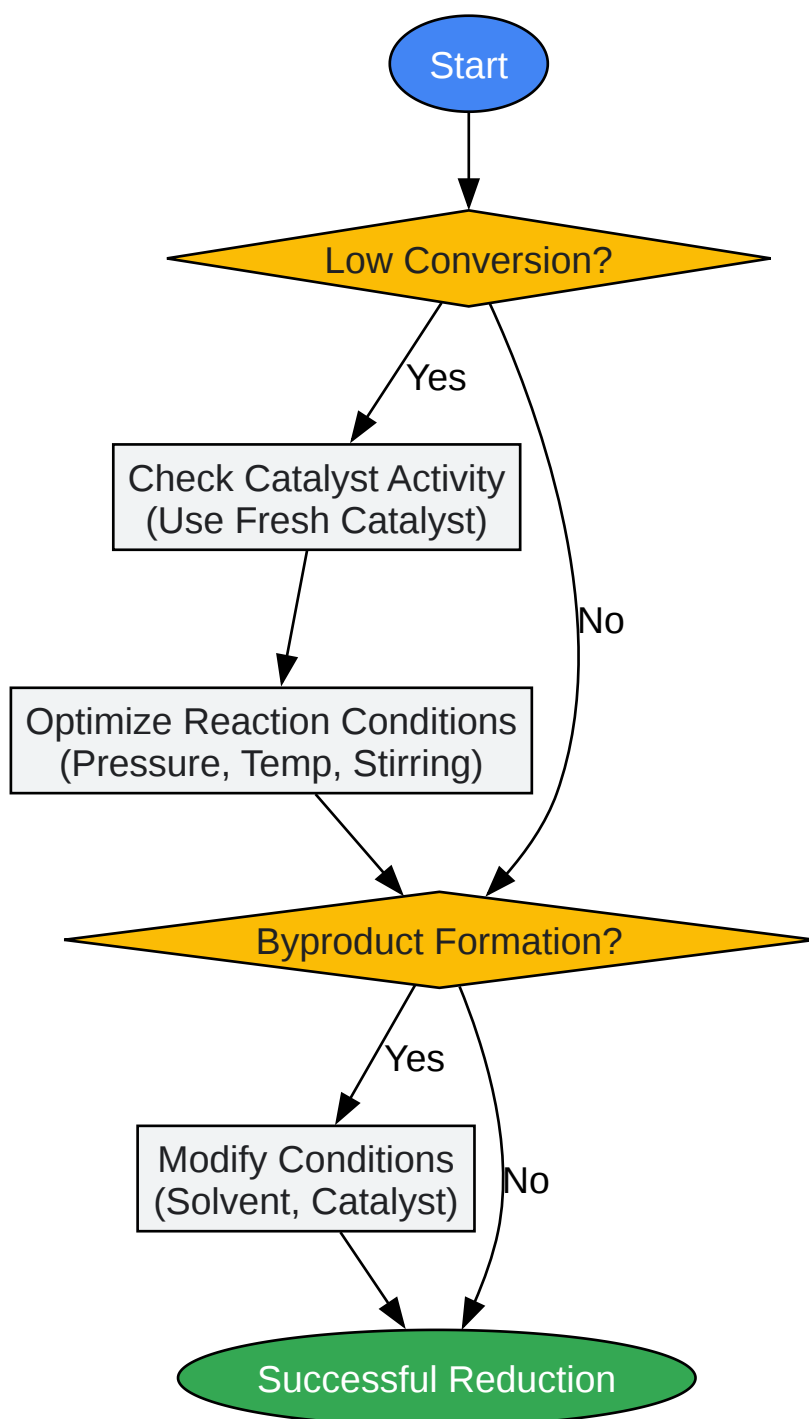 Start
Low Conversion?
Yes
Check Catalyst Activity
(Use Fresh Catalyst)
No
Optimize Reaction Conditions
(Pressure, Temp, Stirring)
Byproduct Formation?
Yes
Modify Conditions
(Solvent, Catalyst)
No
Successful Reduction